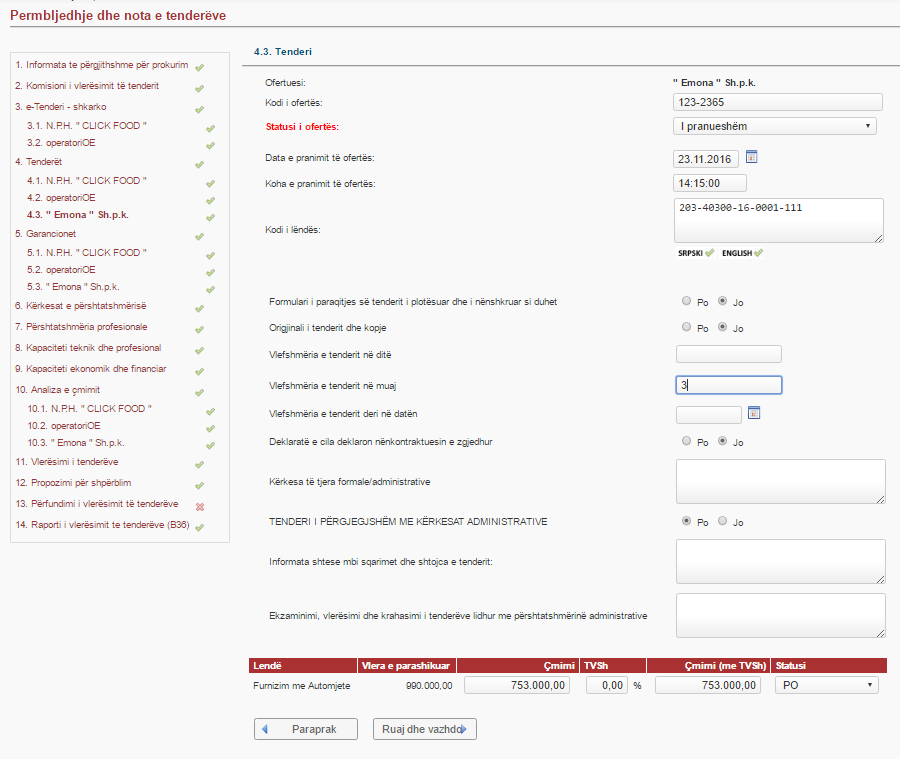 Permbljedhje dhe nota e tenderëve
1. Informata te përgjithshme për prokurim
2. Komisioni i vlerësimit të tenderit
3. e-Tenderi - shkarko
3.1. N.P.H. " CLICK FOOD "
3.2. operatoriOE
4. Tenderët
4.1. N.P.H. " CLICK FOOD "
4.2. operatoriOE
4.3. " Emona " Sh.p.k.
5. Garancionet
5.1. N.P.H. " CLICK FOOD "
5.2. operatoriOE
5.3. " Emona " Sh.p.k.
6. Kërkesat e përshtatshmërisë
7. Përshtatshmëria profesionale
8. Kapaciteti teknik dhe profesional
9. Kapaciteti ekonomik dhe financiar
10. Analiza e çmimit
10.1. N.P.H. " CLICK FOOD "
10.2. operatoriOE
10.3. " Emona " Sh.p.k.
11. Vlerësimi i tenderëve
12. Propozimi për shpërblim
13. Përfundimi i vlerësimit të tenderëve
14. Raporti i vlerësimit te tenderëve (B36)
4.3. Tenderi
Ofertuesi: " Emona " Sh.p.k.
Kodi i ofertës: 123-2365
Statusi i ofertës: I pranueshëm
Data e pranimit të ofertës: 23.11.2016
Koha e pranimit të ofertës: 14:15:00
Kodi i lëndës: 203-40300-16-0001-111
SRPSKI ENGLISH
Formulari i paraqitjes së tenderit i plotësuar dhe i nënshkruar si duhet Po Jo
Origjinali i tenderit dhe kopje Po Jo
Vlefshmëria e tenderit në ditë
Vlefshmëria e tenderit në muaj 3
Vlefshmëria e tenderit deri në datën
Deklaratë e cila deklaron nënkontraktuesin e zgjedhur Po Jo
Kërkesa të tjera formale/administrative
TENDERI I PËRGJEGJSHËM ME KËRKESAT ADMINISTRATIVE Po Jo
Informata shtese mbi sqarimet dhe shtojca e tenderit:
Ekzaminimi, vlerësimi dhe krahasimi i tenderëve lidhur me përshtatshmërinë administrative
Lendë Vlera e parashikuar Çmimi TVSh Çmimi (me TVSh) Statusi
Furnizim me Automjete 990.000,00 753.000,00 0,00 % 753.000,00 PO
Paraprak Ruaj dhe vazhdo